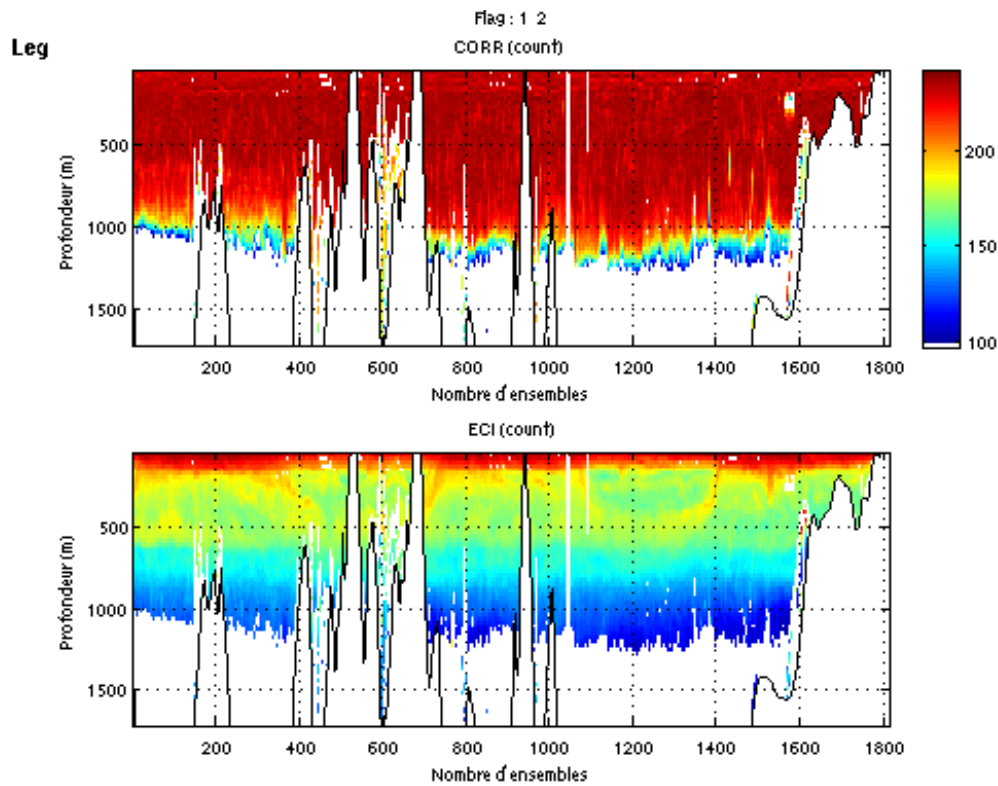 Flag : 1 2
Leg
CORR (count)
Profondeur (m)
500
1000
1500
200 400 600 800 1000 1200 1400 1600 1800
Nombre d'ensembles
200
150
100
ECI (count)
Profondeur (m)
500
1000
1500
200 400 600 800 1000 1200 1400 1600 1800
Nombre d'ensembles